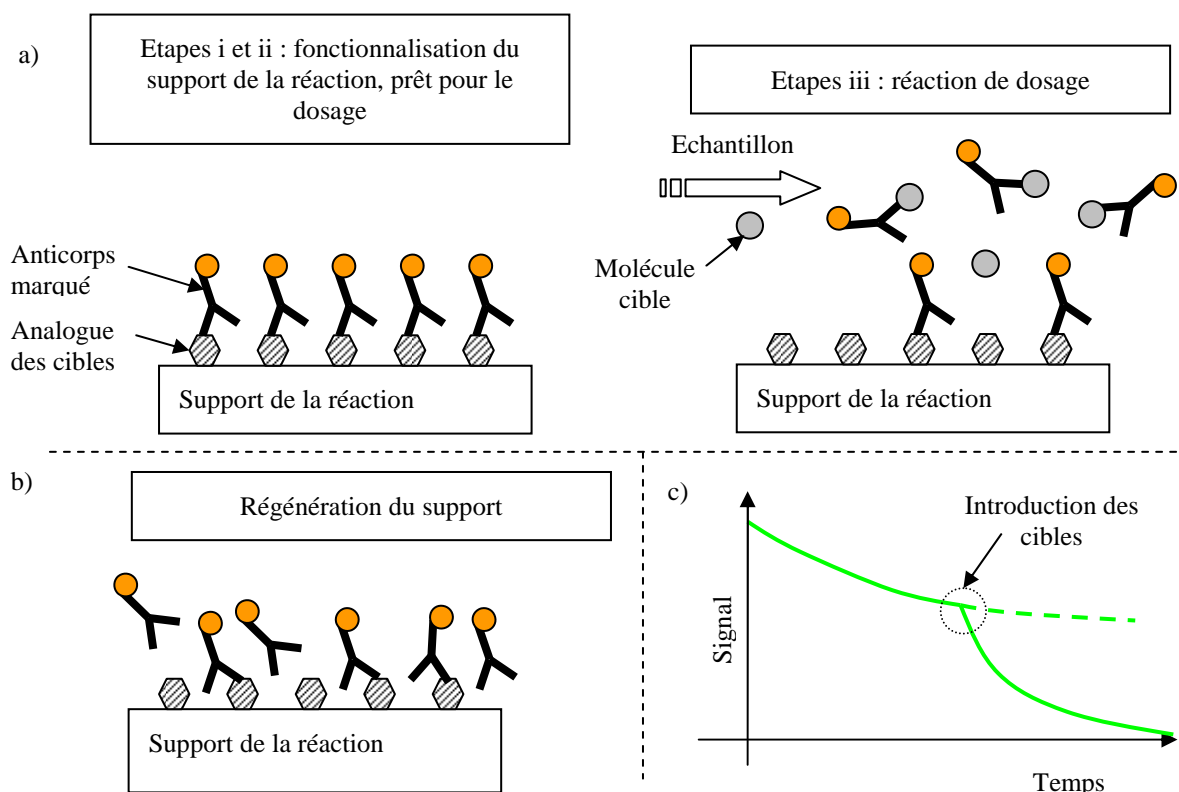 a)
Etapes i et ii : fonctionnalisation du
support de la réaction, prêt pour le
dosage
Etapes iii : réaction de dosage
Echantillon
Anticorps
marqué
Analogue
des cibles
Molécule
cible
Support de la réaction
Support de la réaction
b)
Régénération du support
Support de la réaction
c)
Introduction des
cibles
Signal
Temps